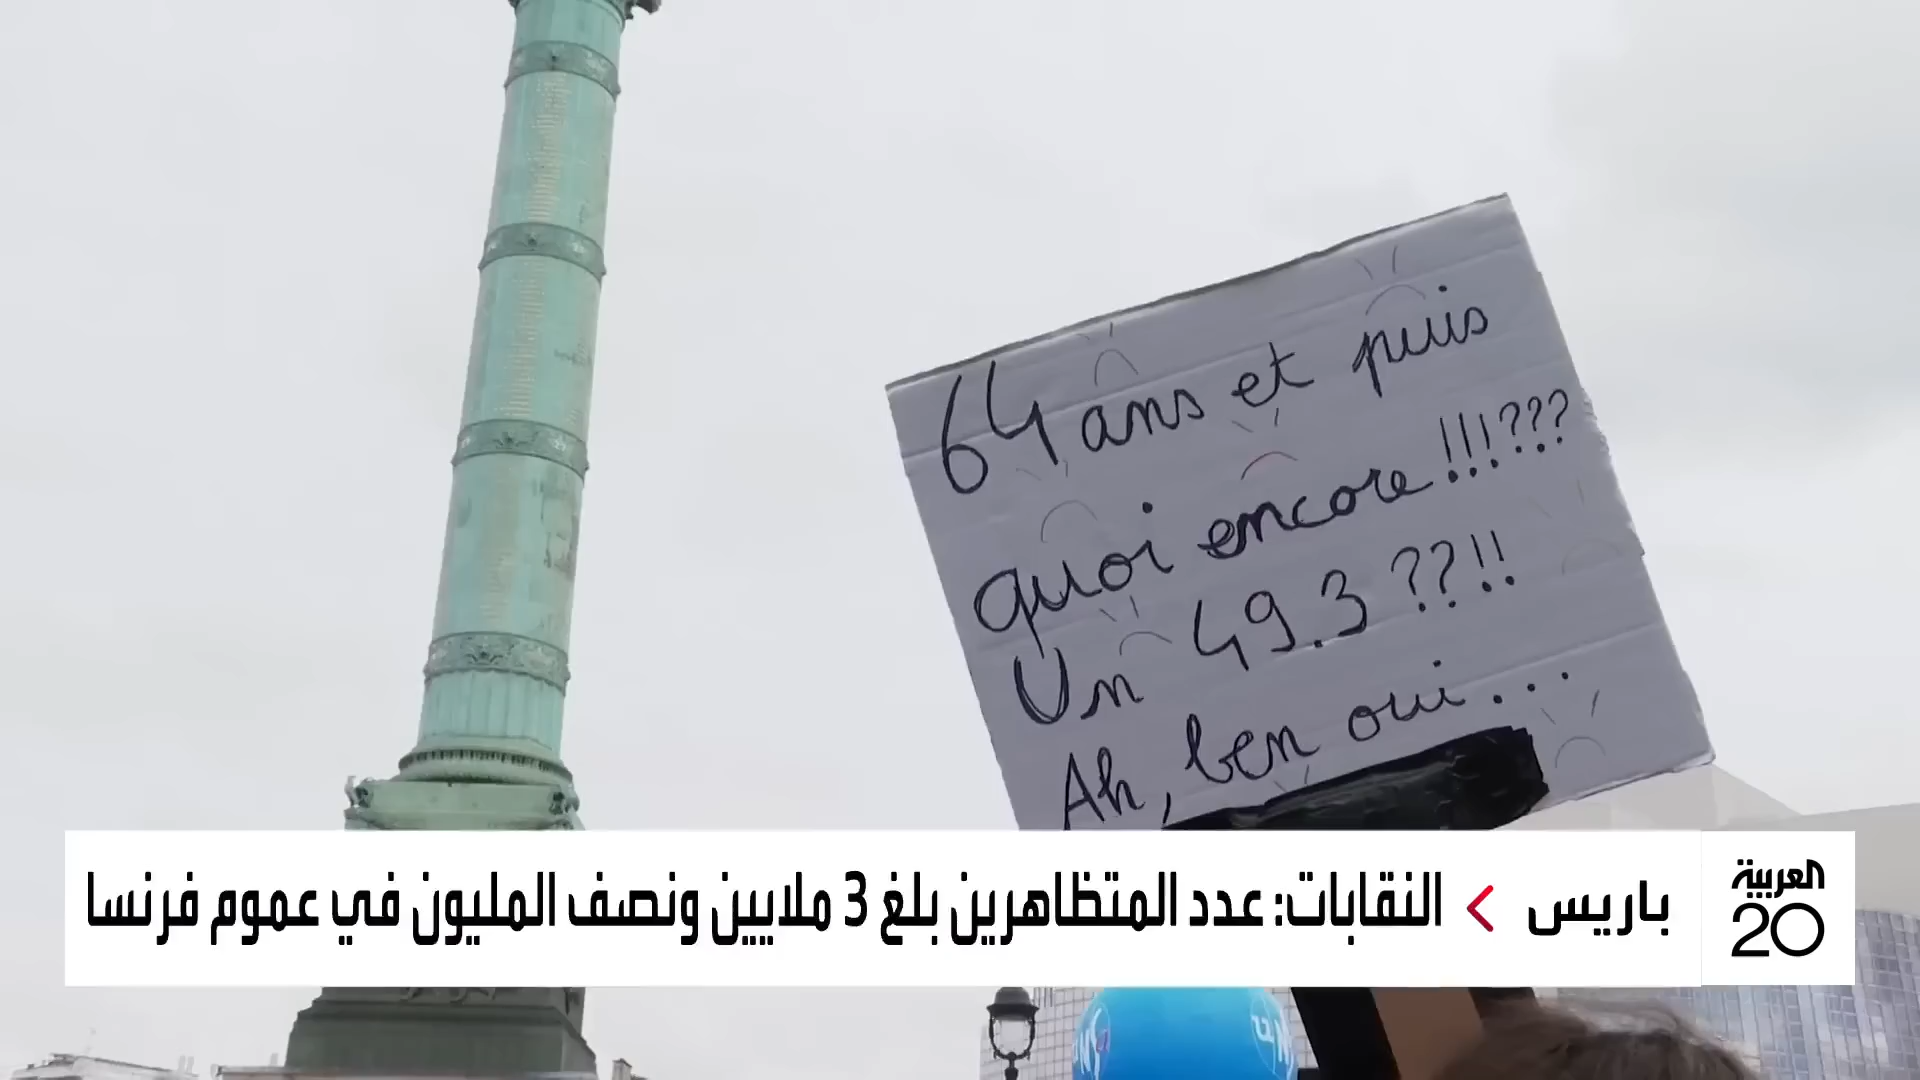 64 ans et puis
quoi encore!!!???
Un 49.3??!!
Ah, ben oui...
باريس
النقابات: عدد المتظاهرين بلغ 3 ملايين ونصف المليون في عموم فرنسا
العربية
20